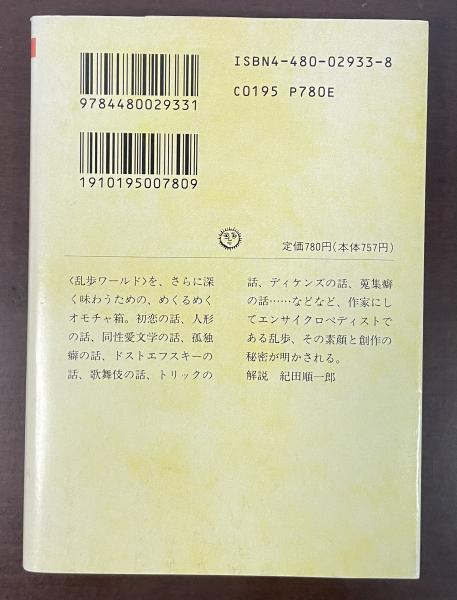 ISBN4-480-02933-8
9784480029331
C0195 P780E
1910195007809
定価780円(本体757円)
〈乱歩ワールド〉を、さらに深
く味わうための、めくるめく
オモチャ箱。初恋の話、人形
の話、同性愛文学の話、孤独
癖の話、ドストエフスキーの
話、歌舞伎の話、トリックの
話、ディケンズの話、蒐集癖
の話……などなど、作家にし
てエンサイクロペディストで
ある乱歩、その素顔と創作の
秘密が明かされる。
解説 紀田順一郎